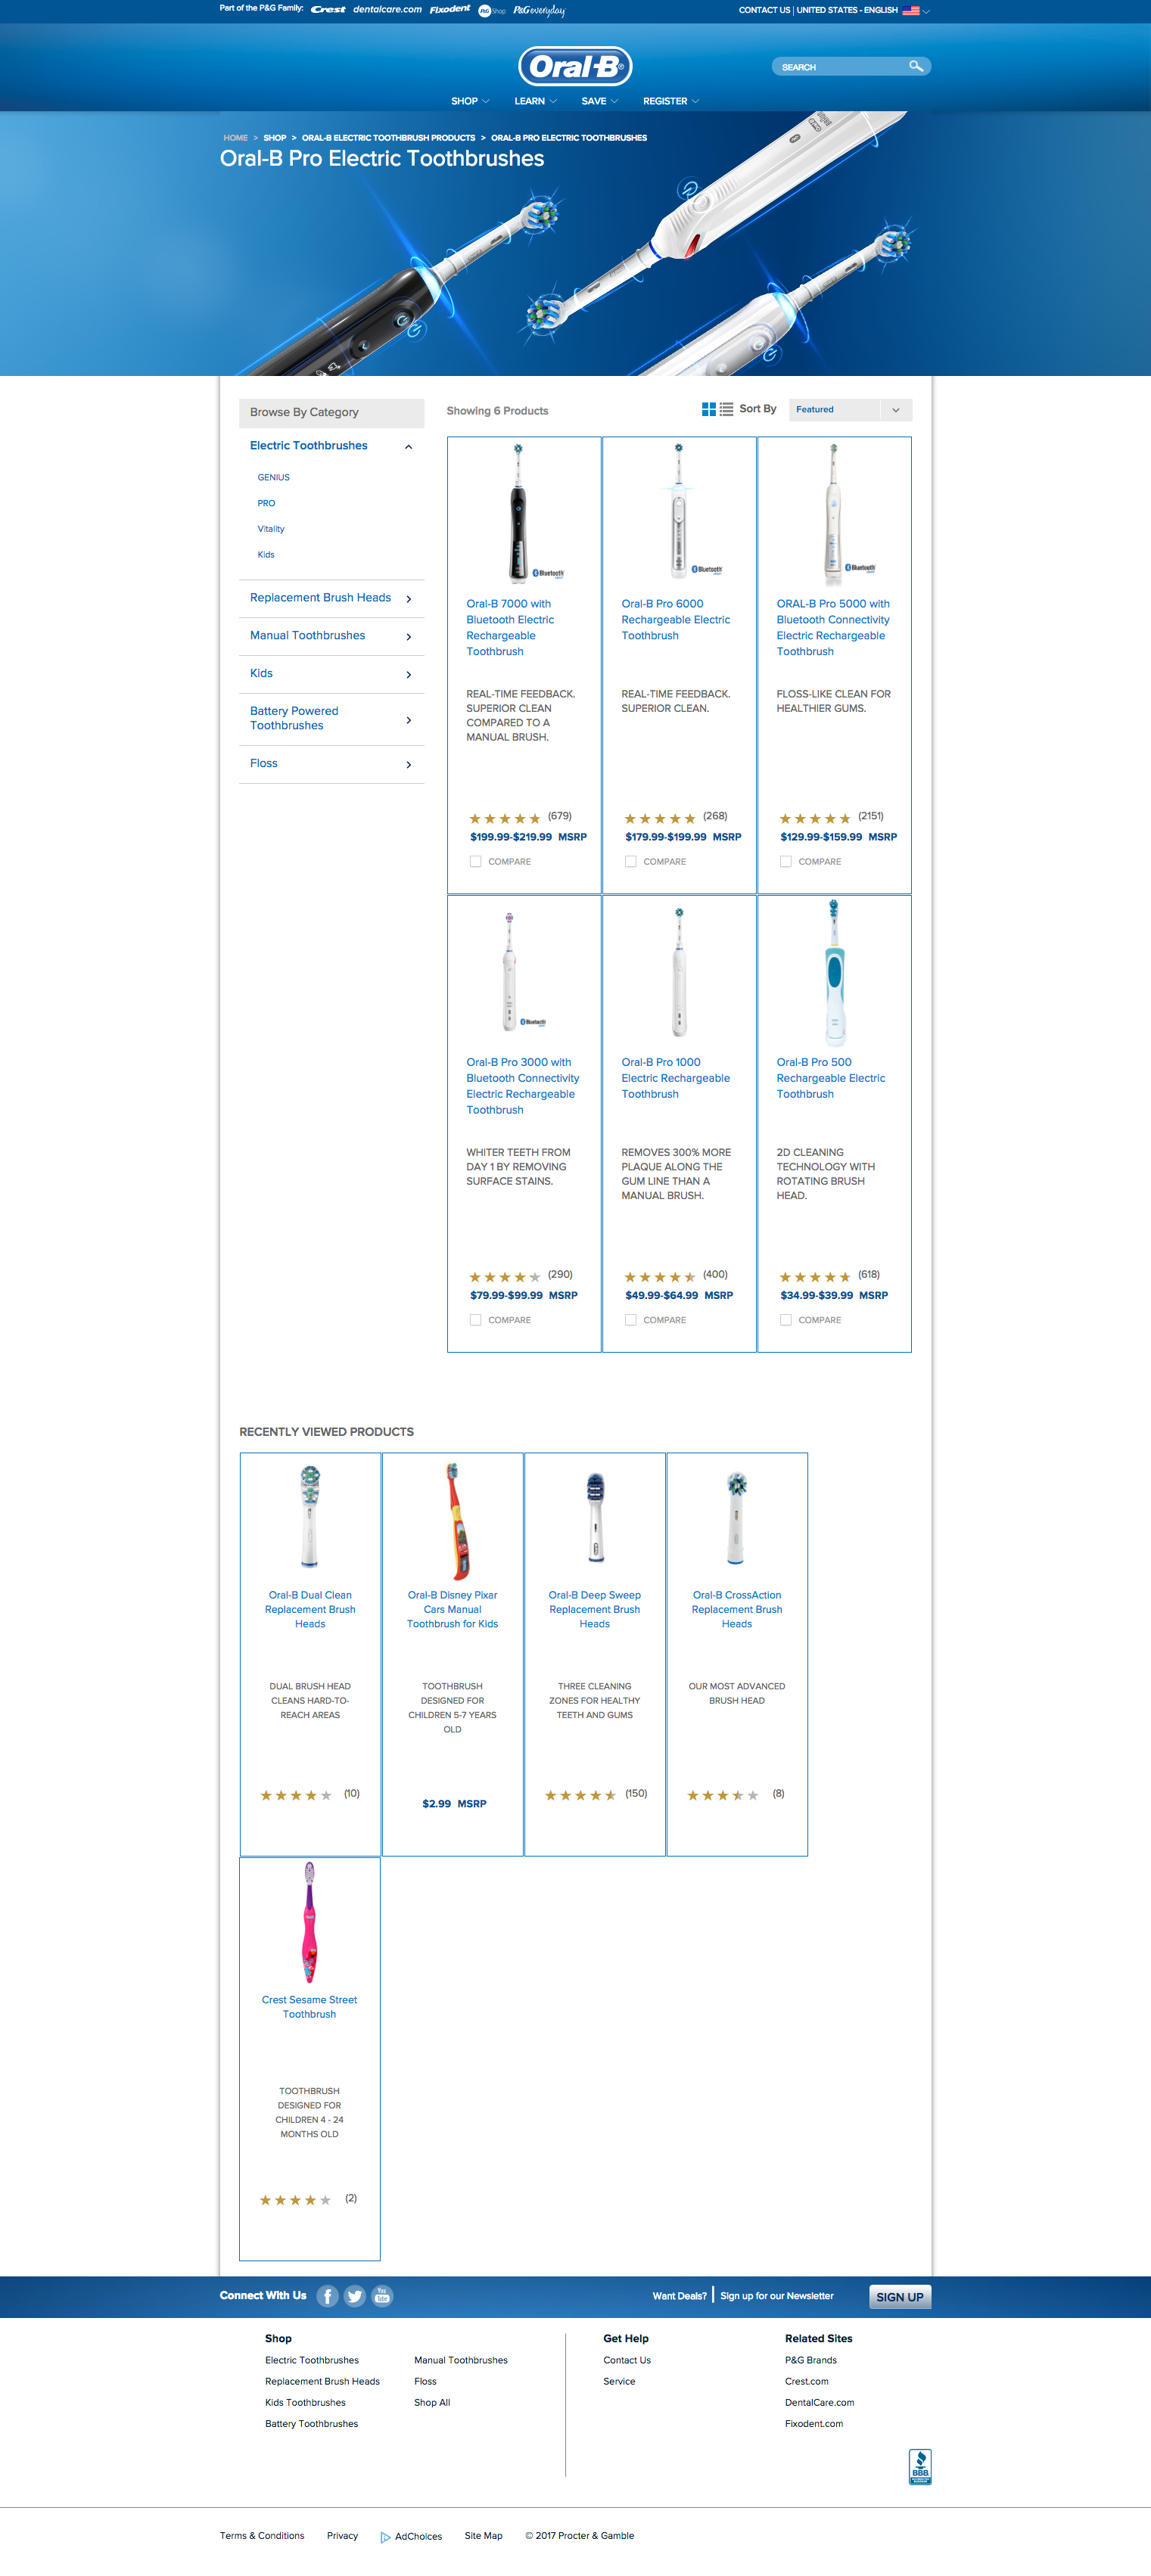 Part of the P&G Family: Crest dentalcare.com Fixodent P&G Shop P&G everyday
CONTACT US | UNITED STATES - ENGLISH
Oral-B
SEARCH
SHOP LEARN SAVE REGISTER
HOME > SHOP > ORAL-B ELECTRIC TOOTHBRUSH PRODUCTS > ORAL-B PRO ELECTRIC TOOTHBRUSHES
Oral-B Pro Electric Toothbrushes
Browse By Category
Electric Toothbrushes
GENIUS
PRO
Vitality
Kids
Replacement Brush Heads
Manual Toothbrushes
Kids
Battery Powered
Toothbrushes
Floss
Showing 6 Products
Sort By Featured
Bluetooth
Oral-B 7000 with
Bluetooth Electric
Rechargeable
Toothbrush
REAL-TIME FEEDBACK.
SUPERIOR CLEAN
COMPARED TO A
MANUAL BRUSH.
(679)
$199.99-$219.99 MSRP
COMPARE
Bluetooth
Oral-B Pro 6000
Rechargeable Electric
Toothbrush
REAL-TIME FEEDBACK.
SUPERIOR CLEAN.
(268)
$179.99-$199.99 MSRP
COMPARE
Bluetooth
ORAL-B Pro 5000 with
Bluetooth Connectivity
Electric Rechargeable
Toothbrush
FLOSS-LIKE CLEAN FOR
HEALTHIER GUMS.
(2151)
$129.99-$159.99 MSRP
COMPARE
Bluetooth
Oral-B Pro 3000 with
Bluetooth Connectivity
Electric Rechargeable
Toothbrush
WHITER TEETH FROM
DAY 1 BY REMOVING
SURFACE STAINS.
(290)
$79.99-$99.99 MSRP
COMPARE
Oral-B Pro 1000
Electric Rechargeable
Toothbrush
REMOVES 300% MORE
PLAQUE ALONG THE
GUM LINE THAN A
MANUAL BRUSH.
(400)
$49.99-$64.99 MSRP
COMPARE
Oral-B Pro 500
Rechargeable Electric
Toothbrush
2D CLEANING
TECHNOLOGY WITH
ROTATING BRUSH
HEAD.
(618)
$34.99-$39.99 MSRP
COMPARE
RECENTLY VIEWED PRODUCTS
Oral-B Dual Clean
Replacement Brush
Heads
DUAL BRUSH HEAD
CLEANS HARD-TO-
REACH AREAS
(10)
Oral-B Disney Pixar
Cars Manual
Toothbrush for Kids
TOOTHBRUSH
DESIGNED FOR
CHILDREN 5-7 YEARS
OLD
$2.99 MSRP
Oral-B Deep Sweep
Replacement Brush
Heads
THREE CLEANING
ZONES FOR HEALTHY
TEETH AND GUMS
(150)
Oral-B CrossAction
Replacement Brush
Heads
OUR MOST ADVANCED
BRUSH HEAD
(8)
Crest Sesame Street
Toothbrush
TOOTHBRUSH
DESIGNED FOR
CHILDREN 4 - 24
MONTHS OLD
(2)
Connect With Us
You
Tube
Want Deals? | Sign up for our Newsletter
SIGN UP
Shop
Electric Toothbrushes
Replacement Brush Heads
Kids Toothbrushes
Battery Toothbrushes
Manual Toothbrushes
Floss
Shop All
Get Help
Contact Us
Service
Related Sites
P&G Brands
Crest.com
DentalCare.com
Fixodent.com
BBB
Terms & Conditions Privacy AdChoices Site Map © 2017 Procter & Gamble